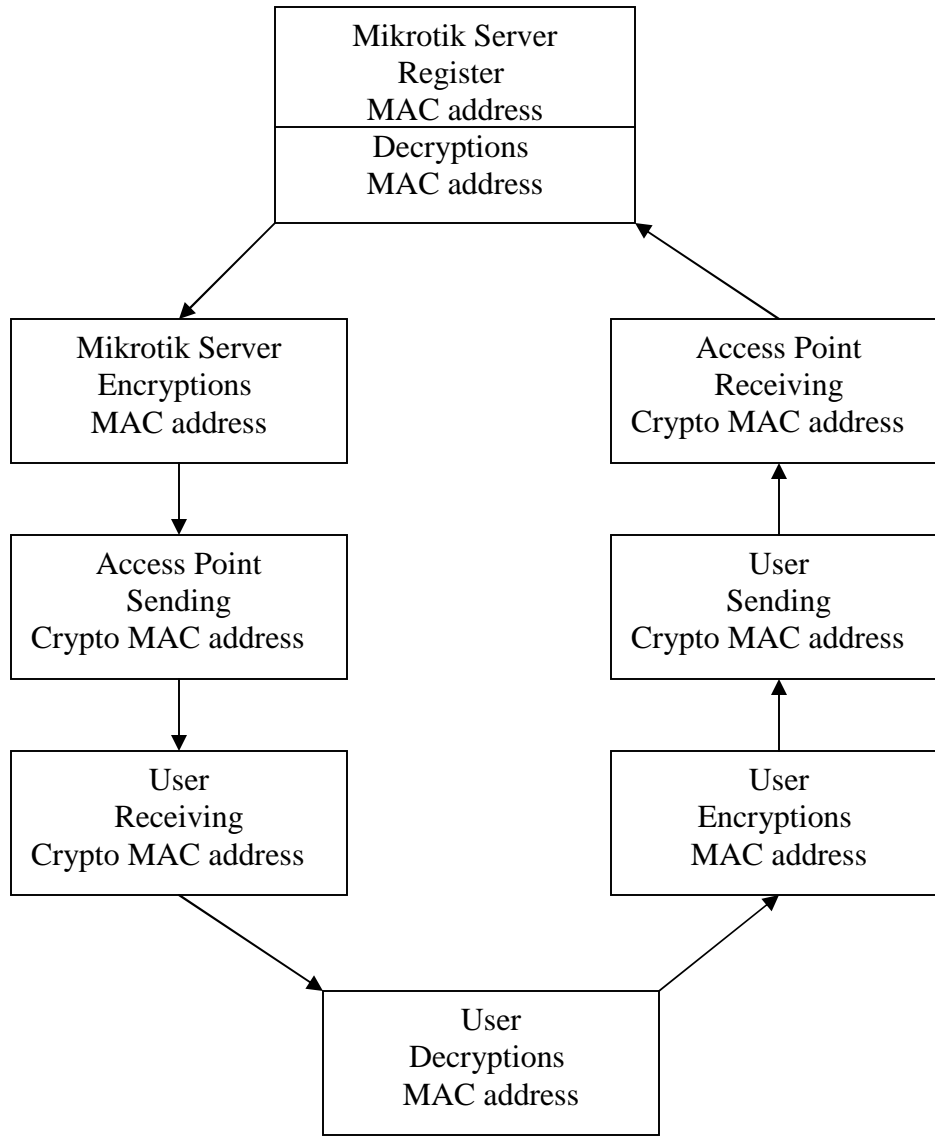 Mikrotik Server
Register
MAC address
Decryptions
MAC address
Mikrotik Server
Encryptions
MAC address
Access Point
Sending
Crypto MAC address
User
Receiving
Crypto MAC address
User
Decryptions
MAC address
User
Encryptions
MAC address
User
Sending
Crypto MAC address
Access Point
Receiving
Crypto MAC address